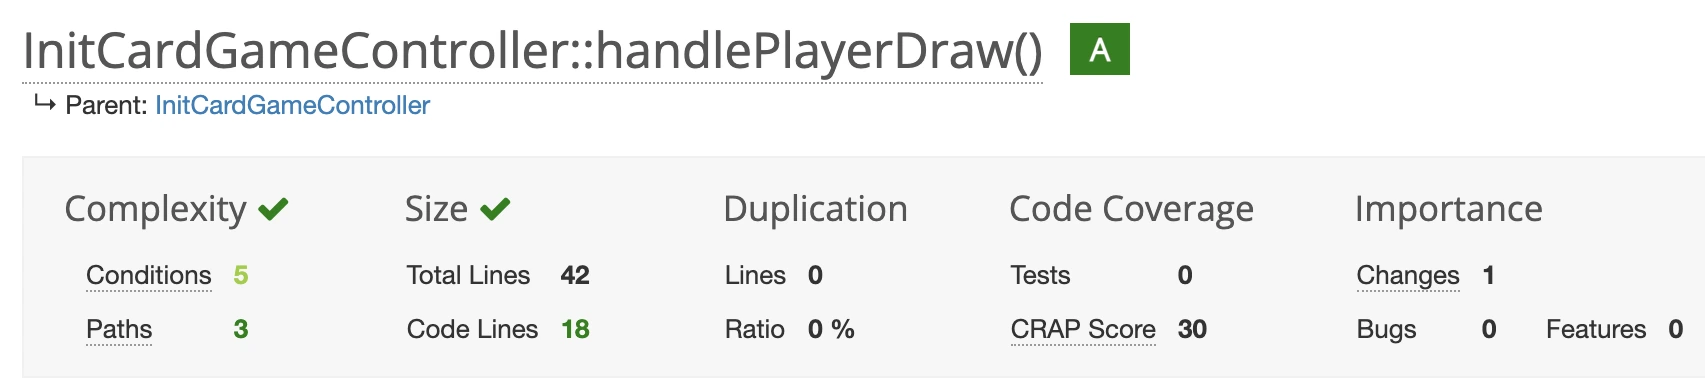 InitCardGameController::handlePlayerDraw() A
↳ Parent: InitCardGameController
Complexity ✔ Size ✔ Duplication Code Coverage Importance
Conditions 5 Total Lines 42 Lines 0 Tests 0 Changes 1
Paths 3 Code Lines 18 Ratio 0 % CRAP Score 30 Bugs 0 Features 0